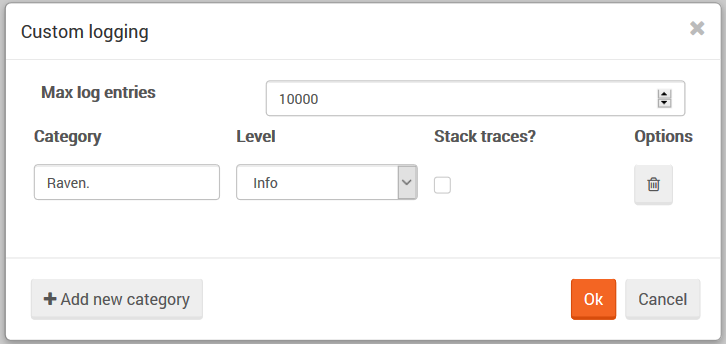 Custom logging
Max log entries 10000
Category Level Stack traces? Options
Raven. Info
Add new category Ok Cancel